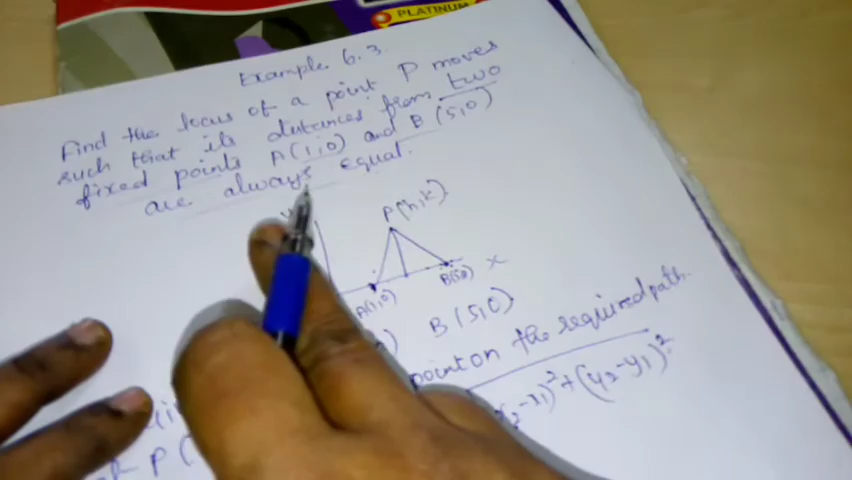 PLATINUM
Example 6.3.
Find the locus of a point P moves
such that its distances from two
fixed points A(1,0) and B(5,0)
are always equal.
P(h,k)
A(1,0) B(5,0) x
B(5,0)
point on the required path.
-x1)²+(y2-y1)²
P(